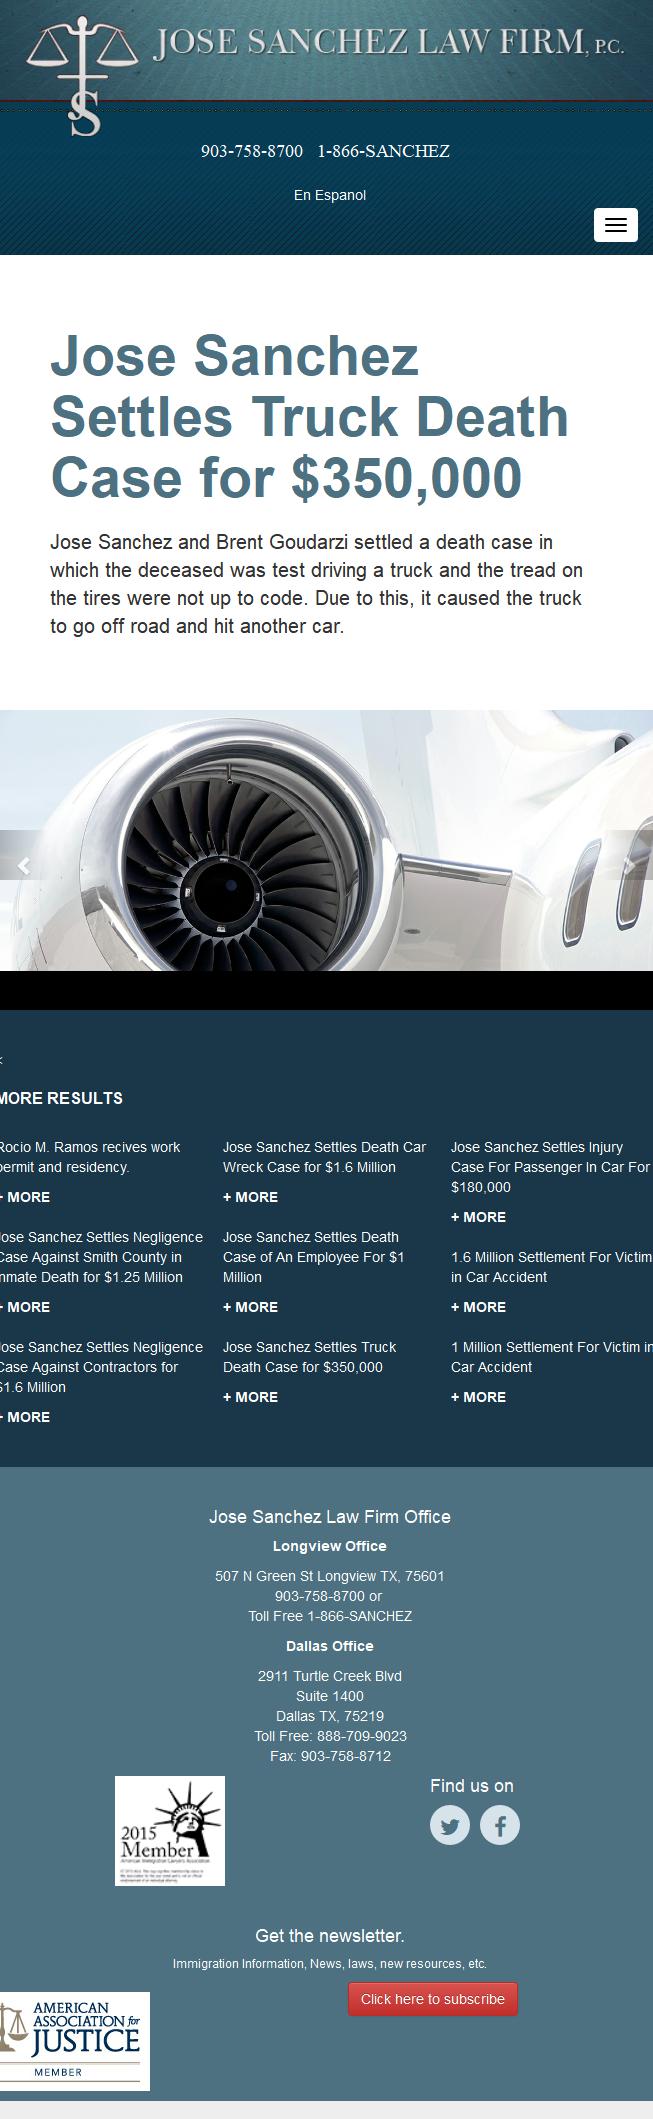 JOSE SANCHEZ LAW FIRM, P.C.
903-758-8700 1-866-SANCHEZ
En Espanol
Jose Sanchez
Settles Truck Death
Case for $350,000
Jose Sanchez and Brent Goudarzi settled a death case in
which the deceased was test driving a truck and the tread on
the tires were not up to code. Due to this, it caused the truck
to go off road and hit another car.
MORE RESULTS
Rocio M. Ramos recives work
permit and residency.
+ MORE
Jose Sanchez Settles Negligence
Case Against Smith County in
Inmate Death for $1.25 Million
+ MORE
Jose Sanchez Settles Negligence
Case Against Contractors for
$1.6 Million
+ MORE
Jose Sanchez Settles Death Car
Wreck Case for $1.6 Million
+ MORE
Jose Sanchez Settles Death
Case of An Employee For $1
Million
+ MORE
Jose Sanchez Settles Truck
Death Case for $350,000
+ MORE
Jose Sanchez Settles Injury
Case For Passenger In Car For
$180,000
+ MORE
1.6 Million Settlement For Victim
in Car Accident
+ MORE
1 Million Settlement For Victim in
Car Accident
+ MORE
Jose Sanchez Law Firm Office
Longview Office
507 N Green St Longview TX, 75601
903-758-8700 or
Toll Free 1-866-SANCHEZ
Dallas Office
2911 Turtle Creek Blvd
Suite 1400
Dallas TX, 75219
Toll Free: 888-709-9023
Fax: 903-758-8712
2015
Member
American Immigration Lawyers Association
Find us on
Get the newsletter.
Immigration Information, News, laws, new resources, etc.
Click here to subscribe
AMERICAN
ASSOCIATION for
JUSTICE
MEMBER